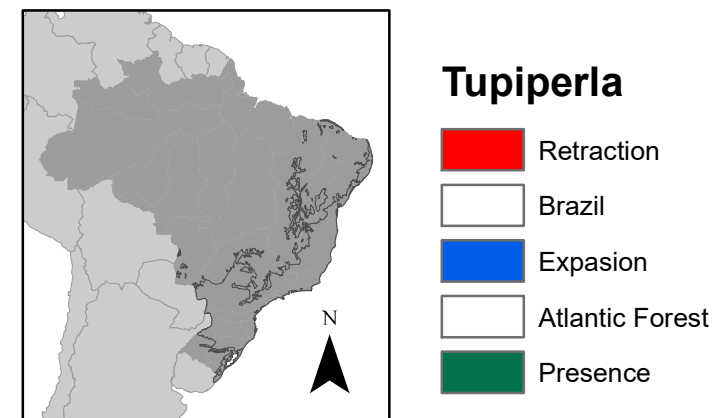 Tupiperla
Retraction
Brazil
Expasion
N
Atlantic Forest
Presence